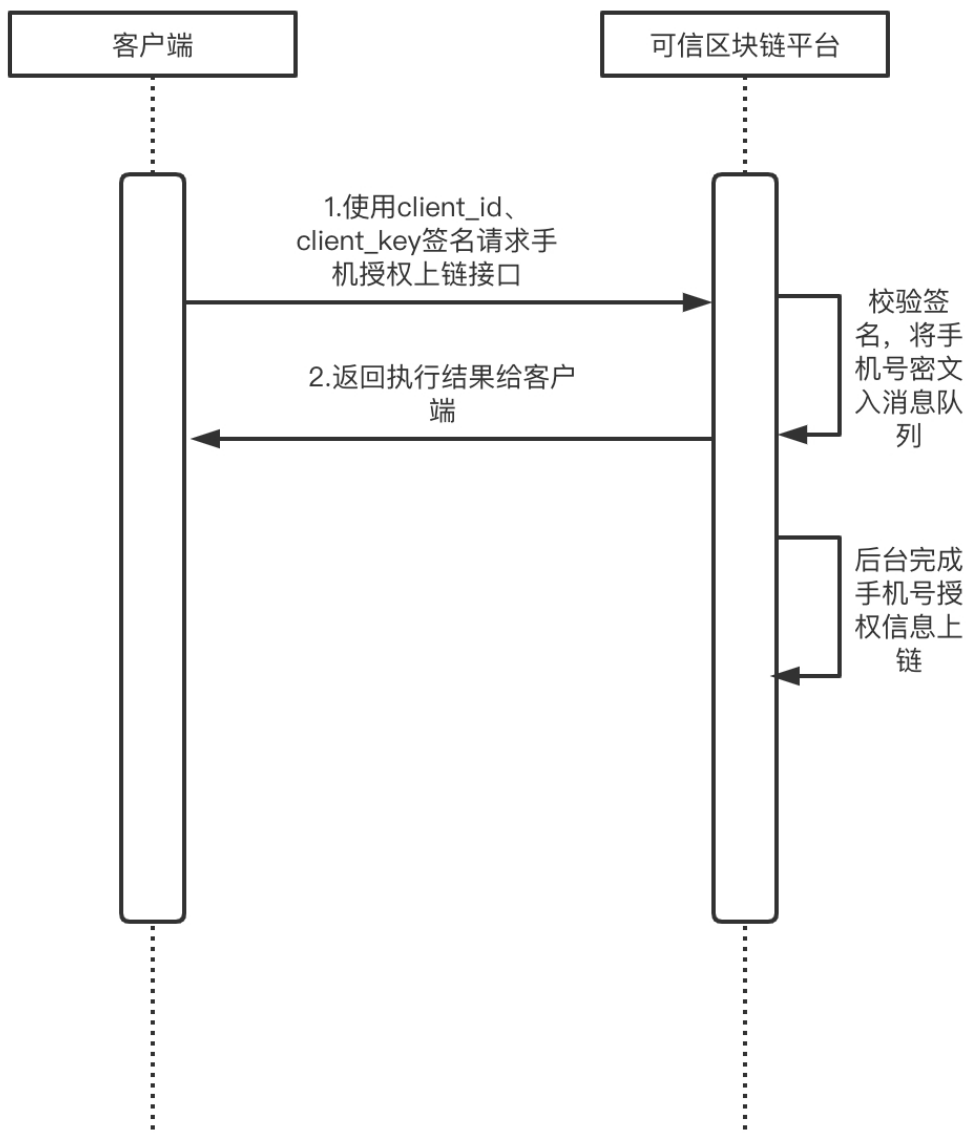 客户端
可信区块链平台
1.使用client_id、
client_key签名请求手
机授权上链接口
校验签
名，将手
机号密文
入消息队
列
2.返回执行结果给客户
端
后台完成
手机号授
权信息上
链